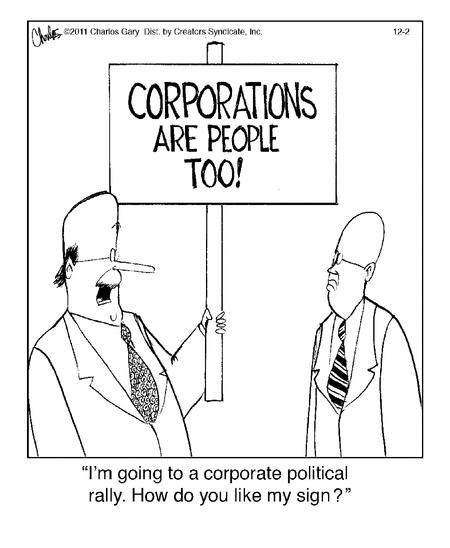 Charles ©2011 Charlos Gary Dist. by Creators Syndicate, Inc. 12-2
CORPORATIONS
ARE PEOPLE
TOO!
“I'm going to a corporate political
rally. How do you like my sign?”